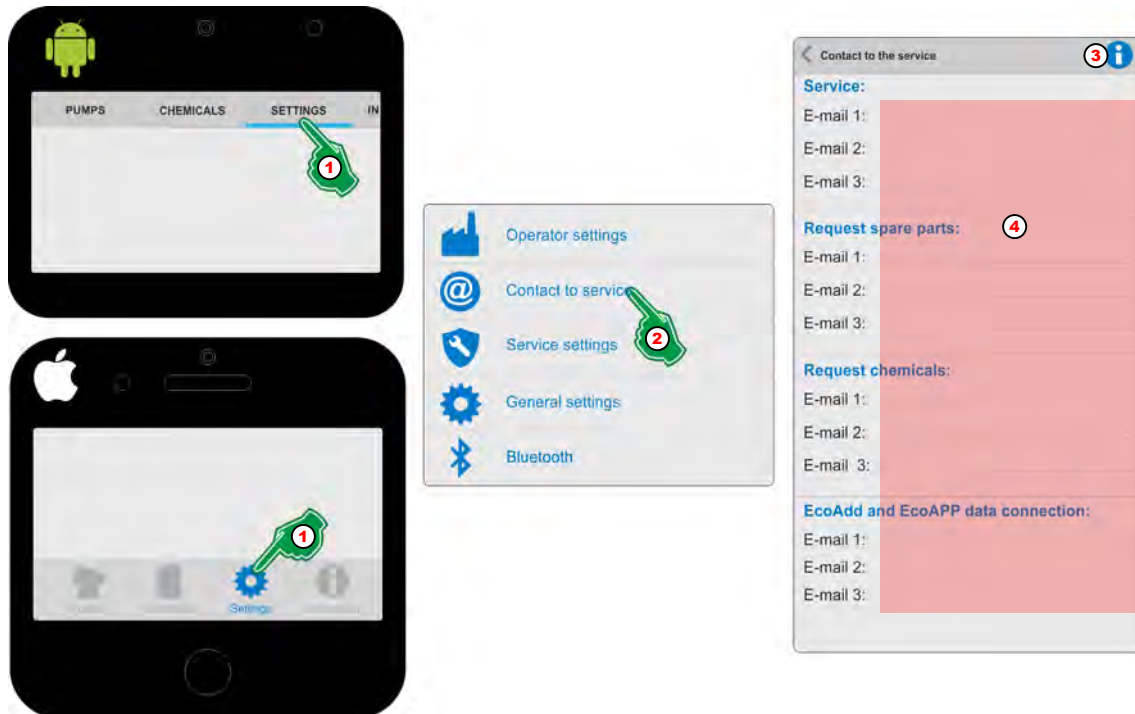 PUMPS CHEMICALS SETTINGS IN
1
Settings
1
Operator settings
Contact to service
2
Service settings
General settings
Bluetooth
Contact to the service
3
Service:
E-mail 1:
E-mail 2:
E-mail 3:
Request spare parts:
4
E-mail 1:
E-mail 2:
E-mail 3:
Request chemicals:
E-mail 1:
E-mail 2:
E-mail 3:
EcoAdd and EcoAPP data connection:
E-mail 1:
E-mail 2:
E-mail 3: